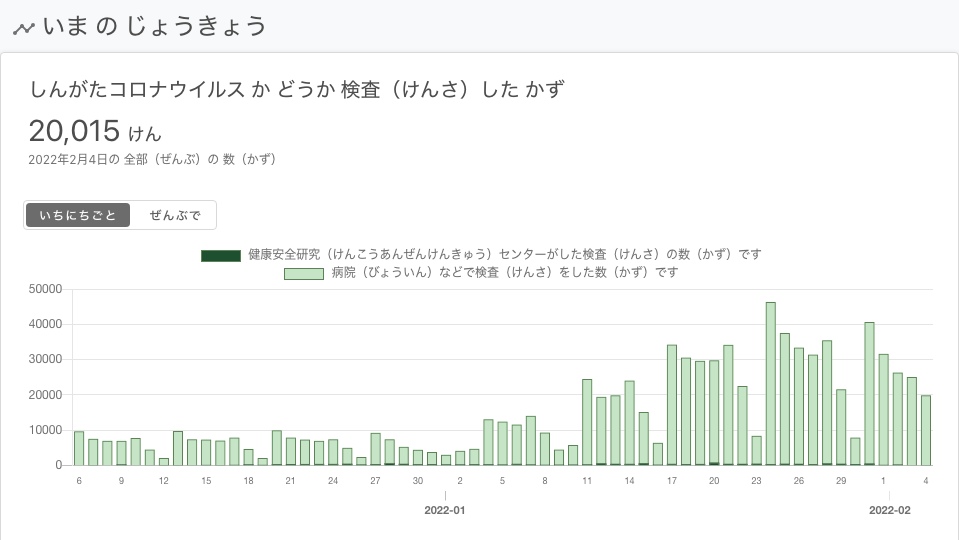 いま の じょうきょう
しんがたコロナウイルス か どうか 検査（けんさ）した かず
20,015 けん
2022年2月4日の 全部（ぜんぶ）の 数（かず）
いちにちごと ぜんぶで
健康安全研究（けんこうあんぜんけんきゅう）センターがした検査（けんさ）の数（かず）です
病院（びょういん）などで検査（けんさ）をした数（かず）です
50000
40000
30000
20000
10000
0
6 9 12 15 18 21 24 27 30 2 5 8 11 14 17 20 23 26 29 1 4
2022-01 2022-02